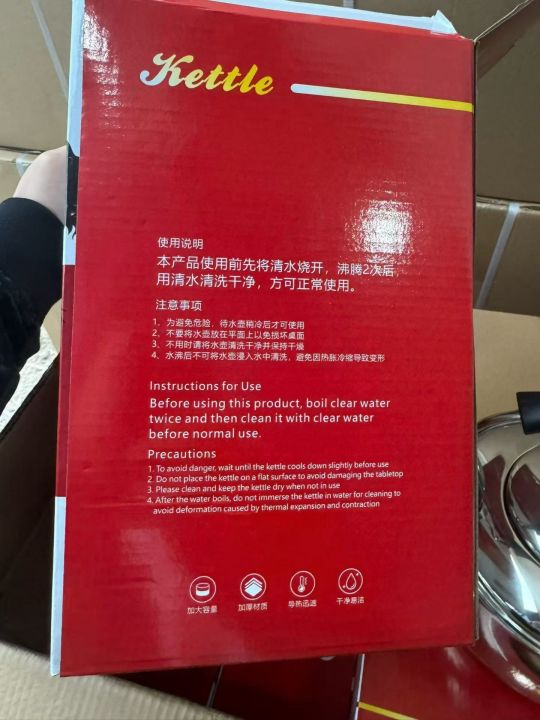 Kettle
使用说明
本产品使用前先将清水烧开，沸腾2次后，
用清水清洗干净，方可正常使用。
注意事项
1、为避免危险，待水壶稍冷后才可使用
2、不要将水壶放在平面上以免损坏桌面
3、不用时请将水壶清洗干净并保持干燥
4、水沸后不可将水壶浸入水中清洗，避免因热胀冷缩导致变形
Instructions for Use
Before using this product, boil clear water
twice and then clean it with clear water
before normal use.
Precautions
1. To avoid danger, wait until the kettle cools down slightly before use
2. Do not place the kettle on a flat surface to avoid damaging the tabletop
3. Please clean and keep the kettle dry when not in use
4. After the water boils, do not immerse the kettle in water for cleaning to
avoid deformation caused by thermal expansion and contraction
加大容量 加厚材质 导热迅速 干净易洁